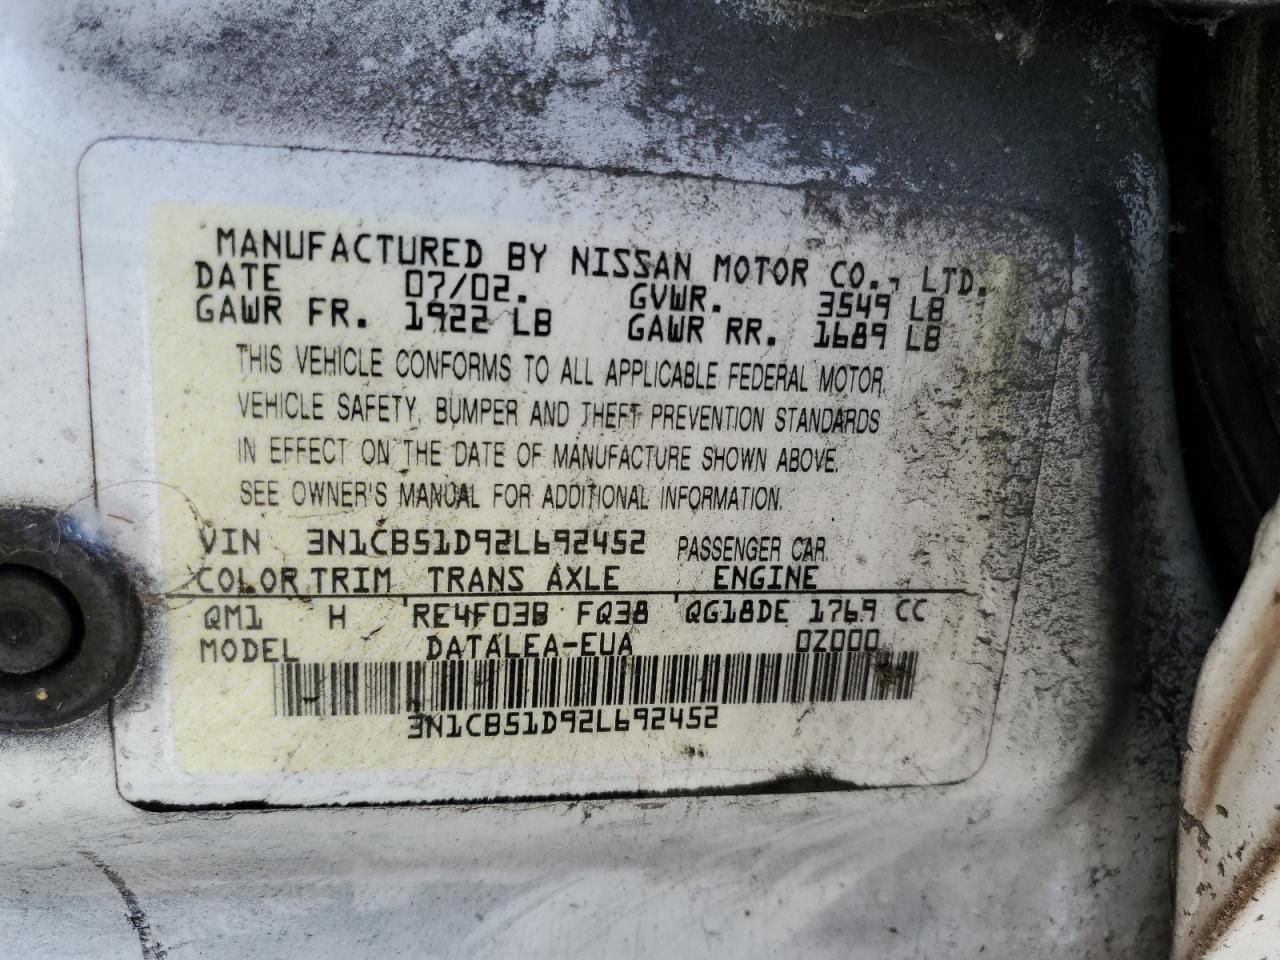 MANUFACTURED BY NISSAN MOTOR CO., LTD.
DATE 07/02. GVWR. 3549 LB
GAWR FR. 1922 LB GAWR RR. 1689 LB
THIS VEHICLE CONFORMS TO ALL APPLICABLE FEDERAL MOTOR
VEHICLE SAFETY, BUMPER AND THEFT PREVENTION STANDARDS
IN EFFECT ON THE DATE OF MANUFACTURE SHOWN ABOVE.
SEE OWNER'S MANUAL FOR ADDITIONAL INFORMATION.
VIN 3N1CB51D92L692452 PASSENGER CAR
COLOR TRIM TRANS AXLE ENGINE
QM1 H RE4F03B FQ38 QG18DE 1769 CC
MODEL DATALEA-EUA 0Z000
3N1CB51D92L692452